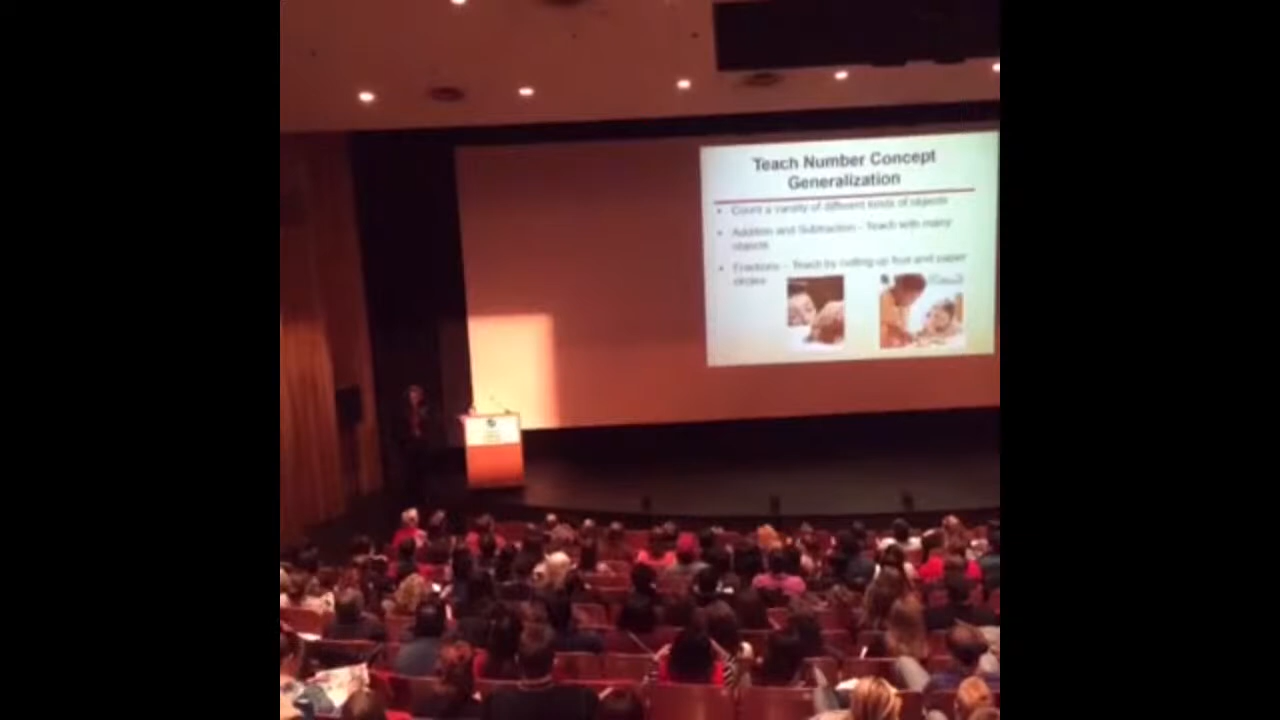 Teach Number Concept
Generalization
• Count a variety of different kinds of objects
• Addition and Subtraction – Teach with many
objects
• Fractions – Teach by cutting up fruit and paper
circles